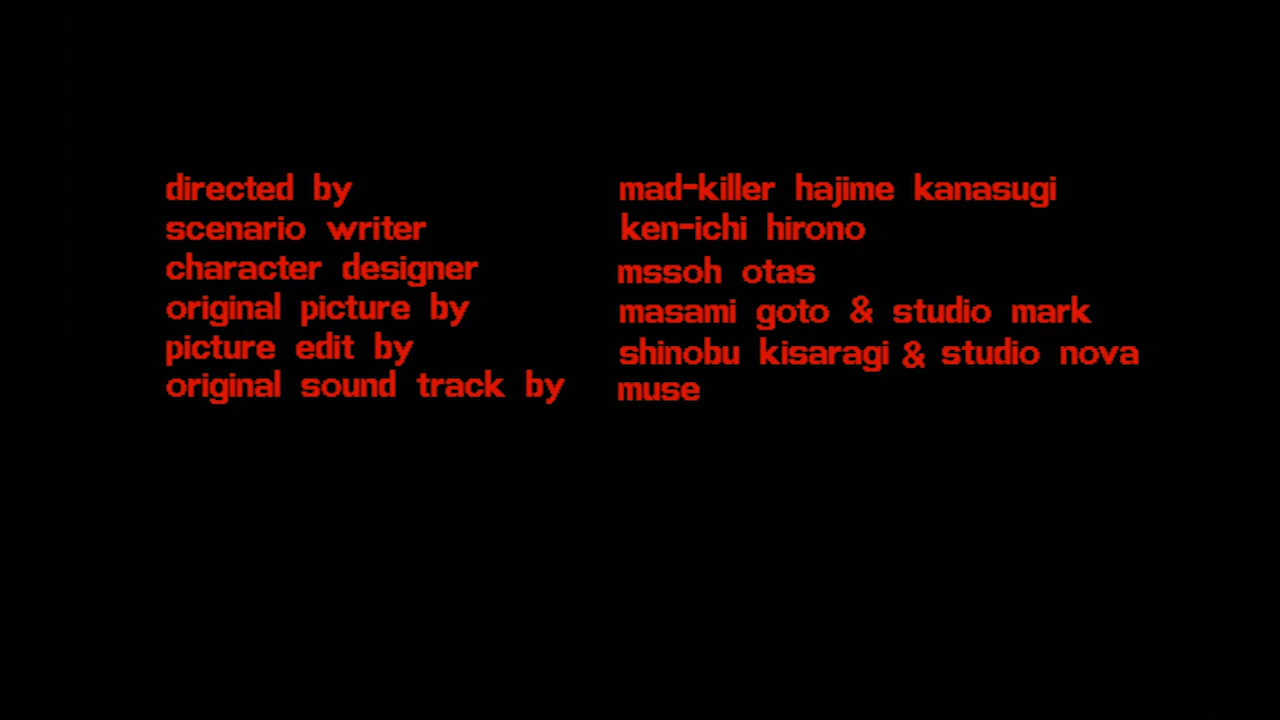 directed by mad-killer hajime kanasugi
scenario writer ken-ichi hirono
character designer mssoh otas
original picture by masami goto & studio mark
picture edit by shinobu kisaragi & studio nova
original sound track by muse